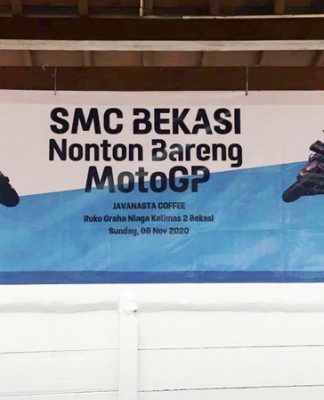 SMC BEKASI
Nonton Bareng
MotoGP
JAVANASTA COFFEE
Ruko Graha Niaga Kalimas 2 Bekasi
Sunday, 08 Nov 2020